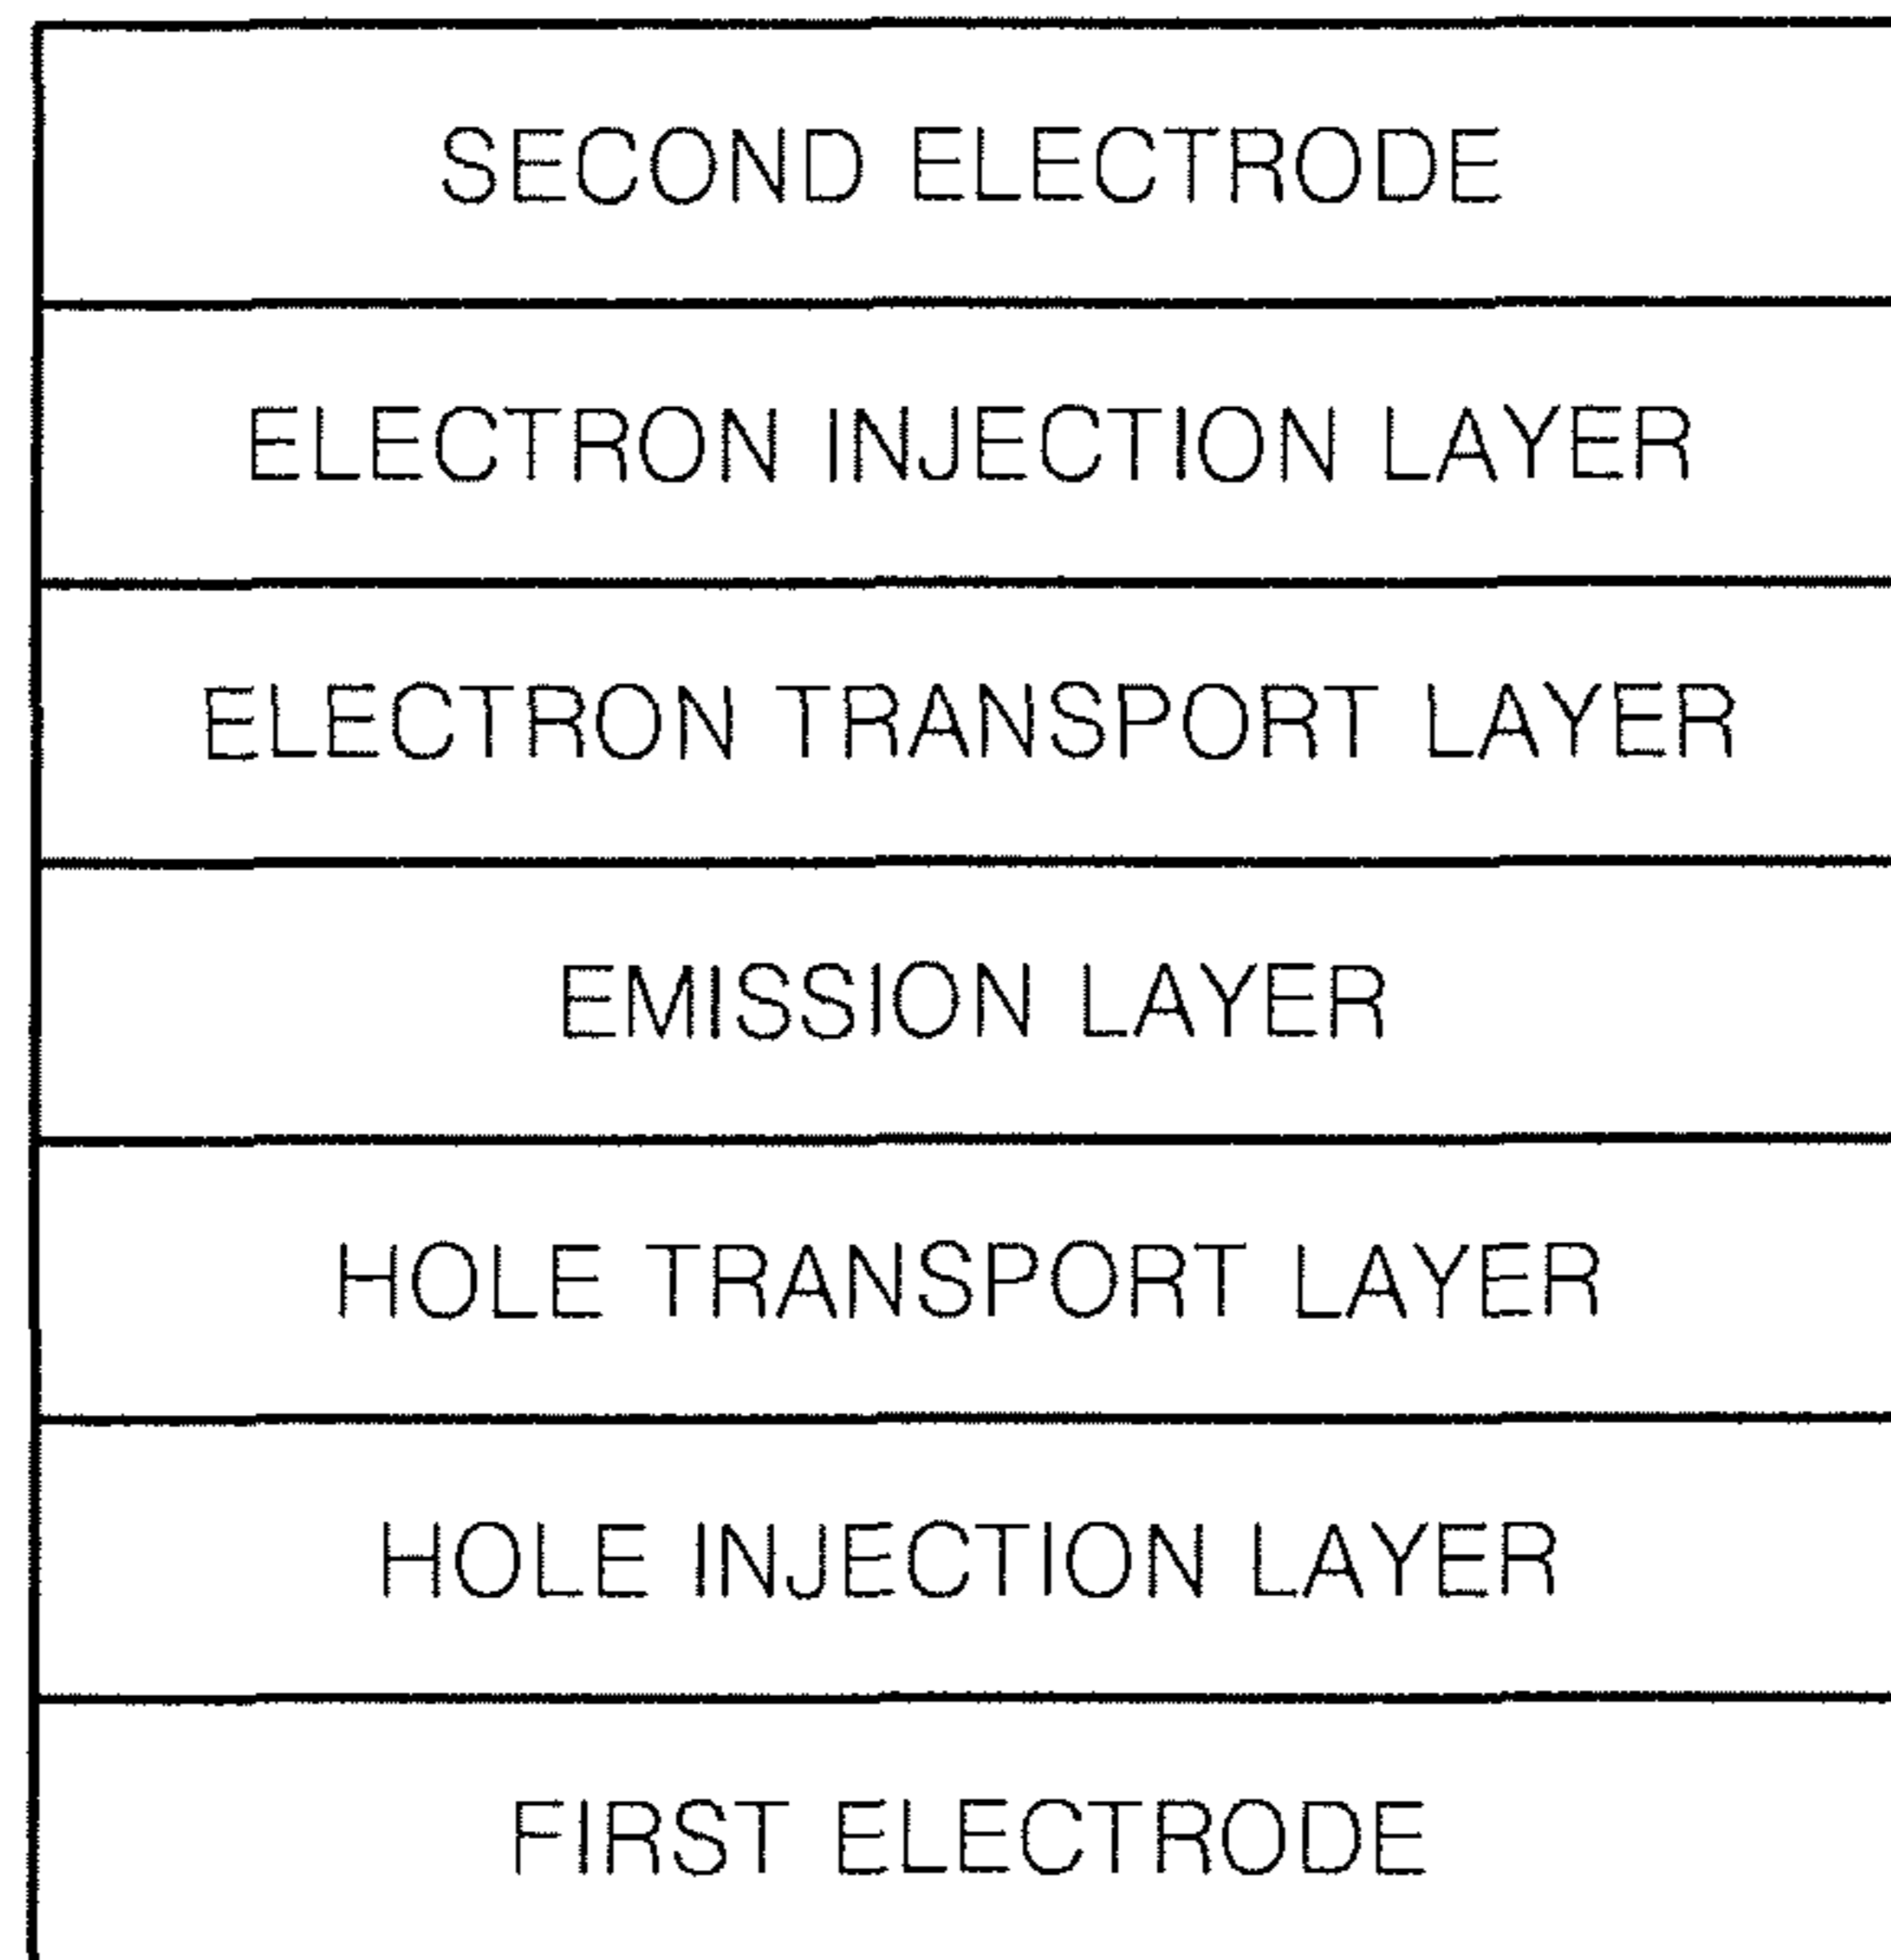 SECOND ELECTRODE
ELECTRON INJECTION LAYER
ELECTRON TRANSPORT LAYER
EMISSION LAYER
HOLE TRANSPORT LAYER
HOLE INJECTION LAYER
FIRST ELECTRODE